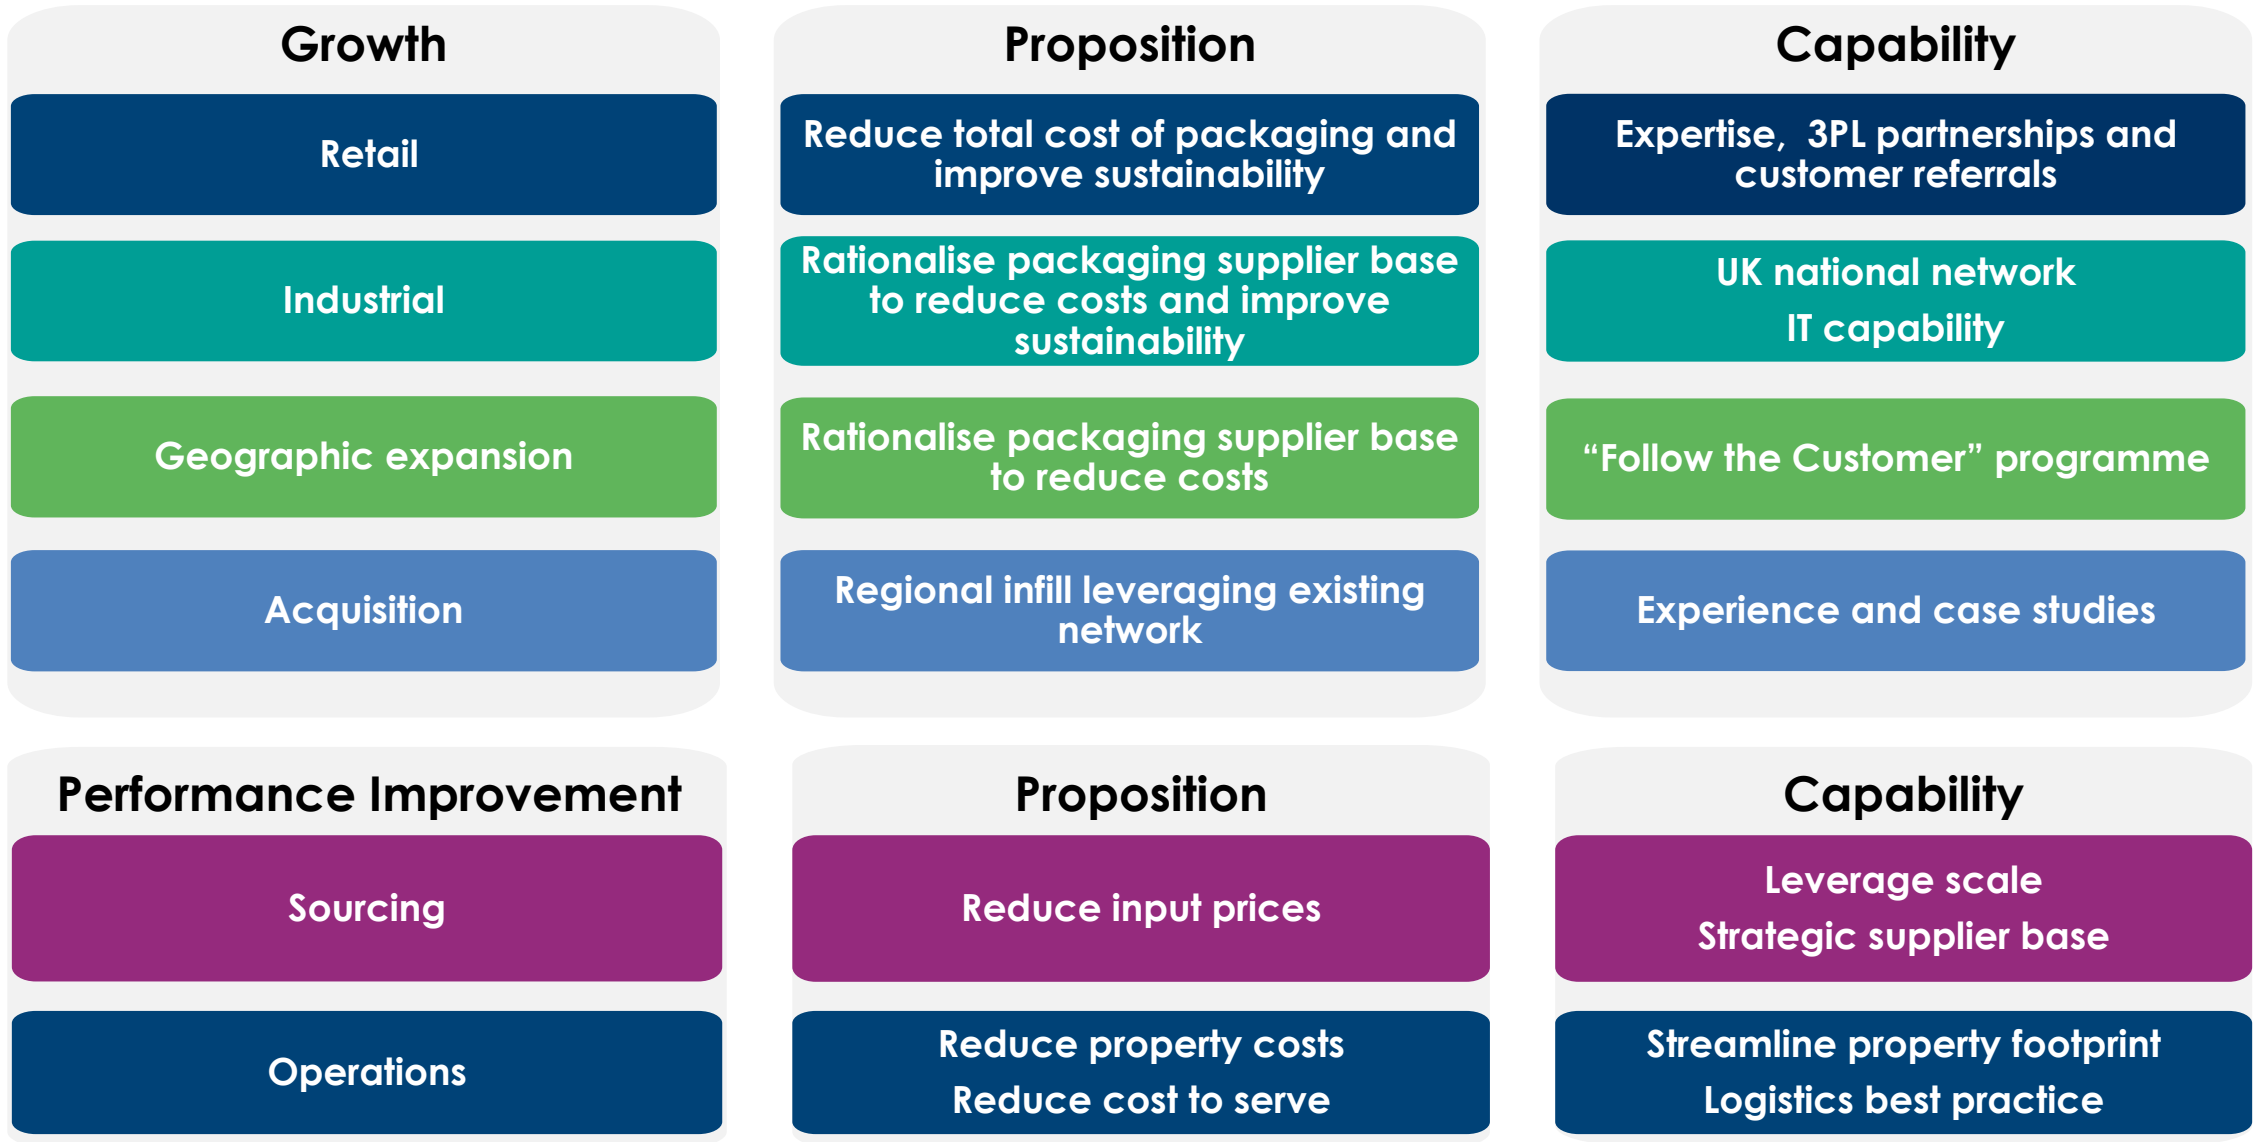 Growth
Proposition
Capability
Retail
Reduce total cost of packaging and
improve sustainability
Expertise,  3PL partnerships and
customer referrals
Industrial
Rationalise packaging supplier base
to reduce costs and improve
sustainability
UK national network
IT capability
Geographic expansion
Rationalise packaging supplier base
to reduce costs
“Follow the Customer” programme
Acquisition
Regional infill leveraging existing
network
Experience and case studies
Performance Improvement
Proposition
Capability
Sourcing
Reduce input prices
Leverage scale
Strategic supplier base
Operations
Reduce property costs
Reduce cost to serve
Streamline property footprint
Logistics best practice